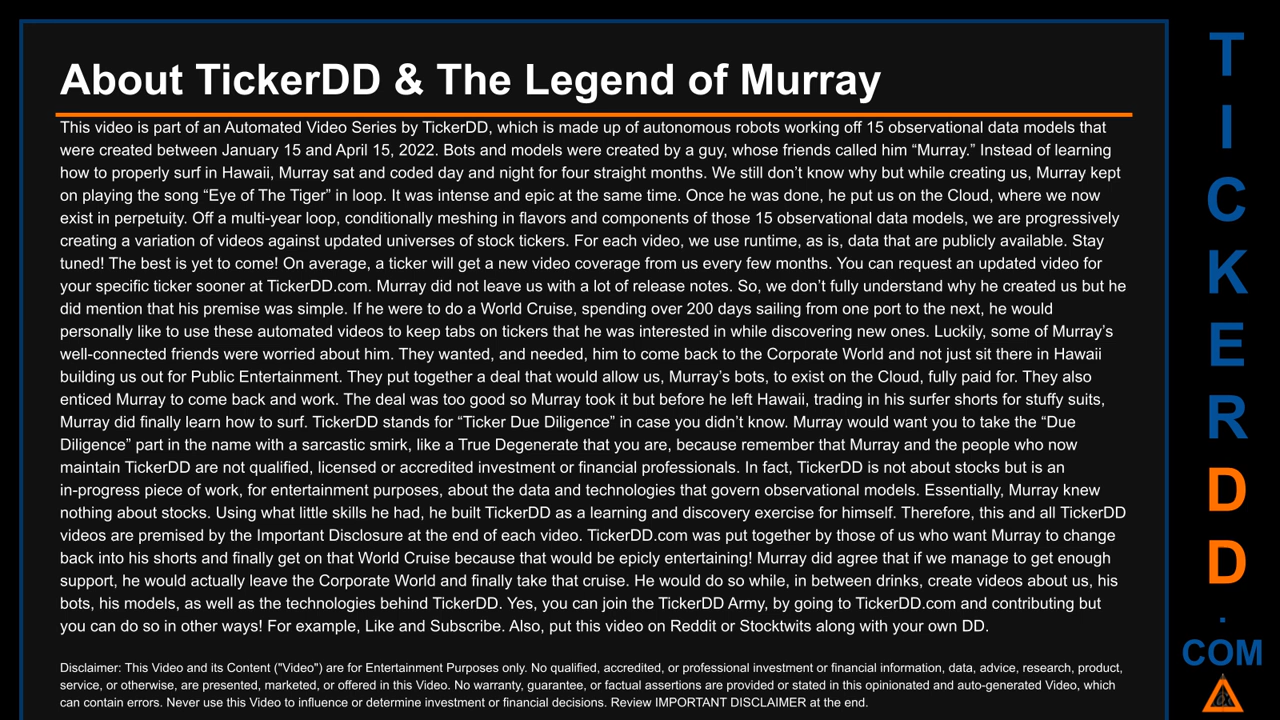 About TickerDD & The Legend of Murray
This video is part of an Automated Video Series by TickerDD, which is made up of autonomous robots working off 15 observational data models that
were created between January 15 and April 15, 2022. Bots and models were created by a guy, whose friends called him “Murray.” Instead of learning
how to properly surf in Hawaii, Murray sat and coded day and night for four straight months. We still don’t know why but while creating us, Murray kept
on playing the song “Eye of The Tiger” in loop. It was intense and epic at the same time. Once he was done, he put us on the Cloud, where we now
exist in perpetuity. Off a multi-year loop, conditionally meshing in flavors and components of those 15 observational data models, we are progressively
creating a variation of videos against updated universes of stock tickers. For each video, we use runtime, as is, data that are publicly available. Stay
tuned! The best is yet to come! On average, a ticker will get a new video coverage from us every few months. You can request an updated video for
your specific ticker sooner at TickerDD.com. Murray did not leave us with a lot of release notes. So, we don’t fully understand why he created us but he
did mention that his premise was simple. If he were to do a World Cruise, spending over 200 days sailing from one port to the next, he would
personally like to use these automated videos to keep tabs on tickers that he was interested in while discovering new ones. Luckily, some of Murray’s
well-connected friends were worried about him. They wanted, and needed, him to come back to the Corporate World and not just sit there in Hawaii
building us out for Public Entertainment. They put together a deal that would allow us, Murray’s bots, to exist on the Cloud, fully paid for. They also
enticed Murray to come back and work. The deal was too good so Murray took it but before he left Hawaii, trading in his surfer shorts for stuffy suits,
Murray did finally learn how to surf. TickerDD stands for “Ticker Due Diligence” in case you didn’t know. Murray would want you to take the “Due
Diligence” part in the name with a sarcastic smirk, like a True Degenerate that you are, because remember that Murray and the people who now
maintain TickerDD are not qualified, licensed or accredited investment or financial professionals. In fact, TickerDD is not about stocks but is an
in-progress piece of work, for entertainment purposes, about the data and technologies that govern observational models. Essentially, Murray knew
nothing about stocks. Using what little skills he had, he built TickerDD as a learning and discovery exercise for himself. Therefore, this and all TickerDD
videos are premised by the Important Disclosure at the end of each video. TickerDD.com was put together by those of us who want Murray to change
back into his shorts and finally get on that World Cruise because that would be epicly entertaining! Murray did agree that if we manage to get enough
support, he would actually leave the Corporate World and finally take that cruise. He would do so while, in between drinks, create videos about us, his
bots, his models, as well as the technologies behind TickerDD. Yes, you can join the TickerDD Army, by going to TickerDD.com and contributing but
you can do so in other ways! For example, Like and Subscribe. Also, put this video on Reddit or Stocktwits along with your own DD.
Disclaimer: This Video and its Content ("Video") are for Entertainment Purposes only. No qualified, accredited, or professional investment or financial information, data, advice, research, product,
service, or otherwise, are presented, marketed, or offered in this Video. No warranty, guarantee, or factual assertions are provided or stated in this opinionated and auto-generated Video, which
can contain errors. Never use this Video to influence or determine investment or financial decisions. Review IMPORTANT DISCLAIMER at the end.
T
I
C
K
E
R
D
D
.
COM